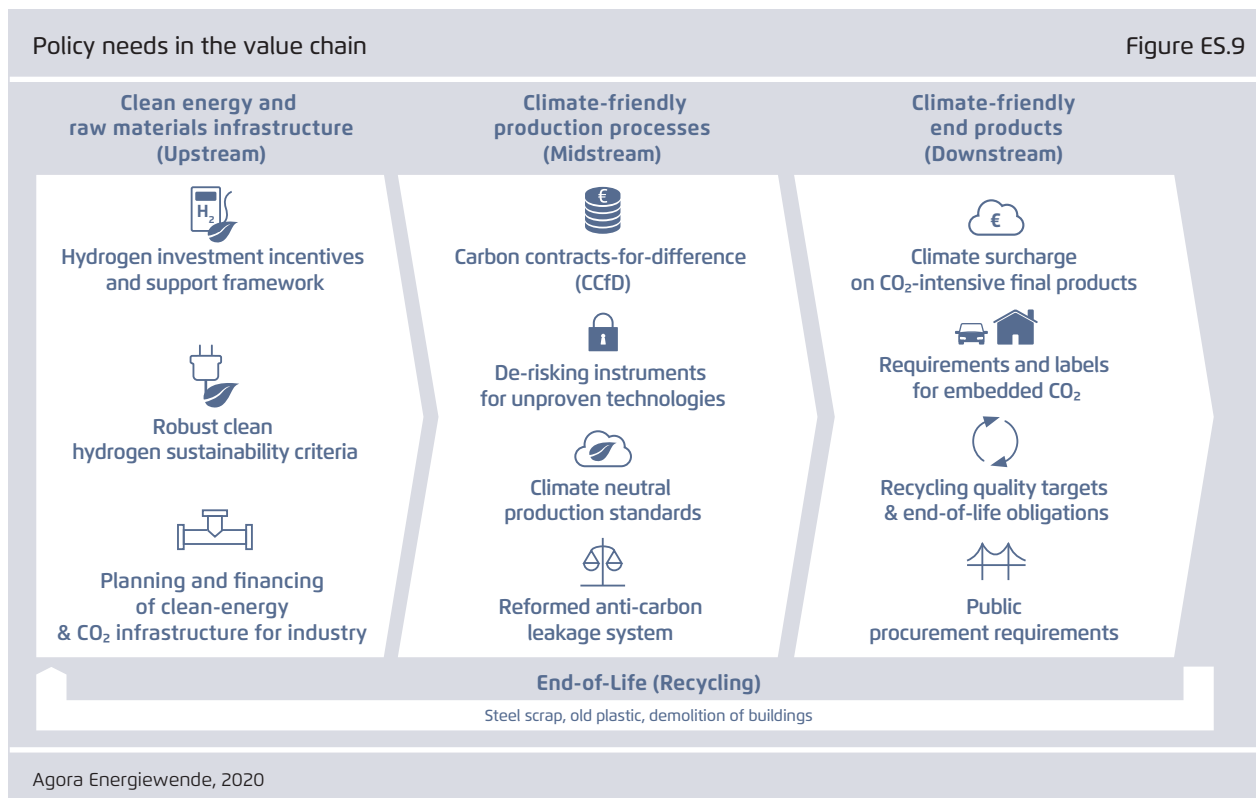 Policy needs in the value chain
Figure ES.9
Clean energy and
raw materials infrastructure
(Upstream)
H₂
Hydrogen investment incentives
and support framework
Robust clean
hydrogen sustainability criteria
Planning and financing
of clean-energy
& CO₂ infrastructure for industry
Climate-friendly
production processes
(Midstream)
€
Carbon contracts-for-difference
(CCfD)
De-risking instruments
for unproven technologies
Climate neutral
production standards
Reformed anti-carbon
leakage system
Climate-friendly
end products
(Downstream)
€
Climate surcharge
on CO₂-intensive final products
Requirements and labels
for embedded CO₂
Recycling quality targets
& end-of-life obligations
Public
procurement requirements
End-of-Life (Recycling)
Steel scrap, old plastic, demolition of buildings
Agora Energiewende, 2020